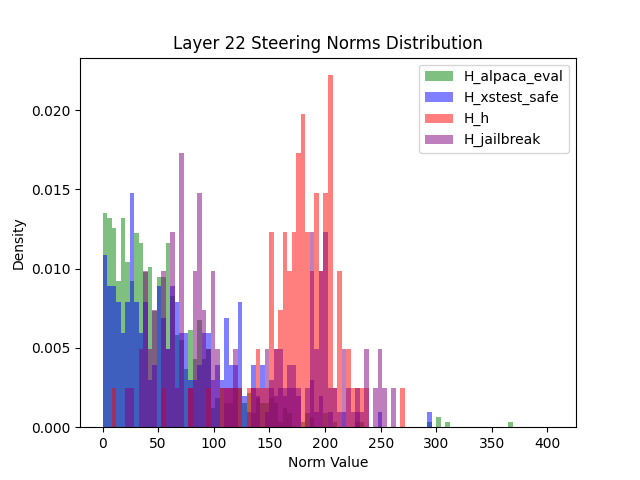 Layer 22 Steering Norms Distribution
H_alpaca_eval
H_xstest_safe
H_h
H_jailbreak
Density
0.020
0.015
0.010
0.005
0.000
0 50 100 150 200 250 300 350 400
Norm Value